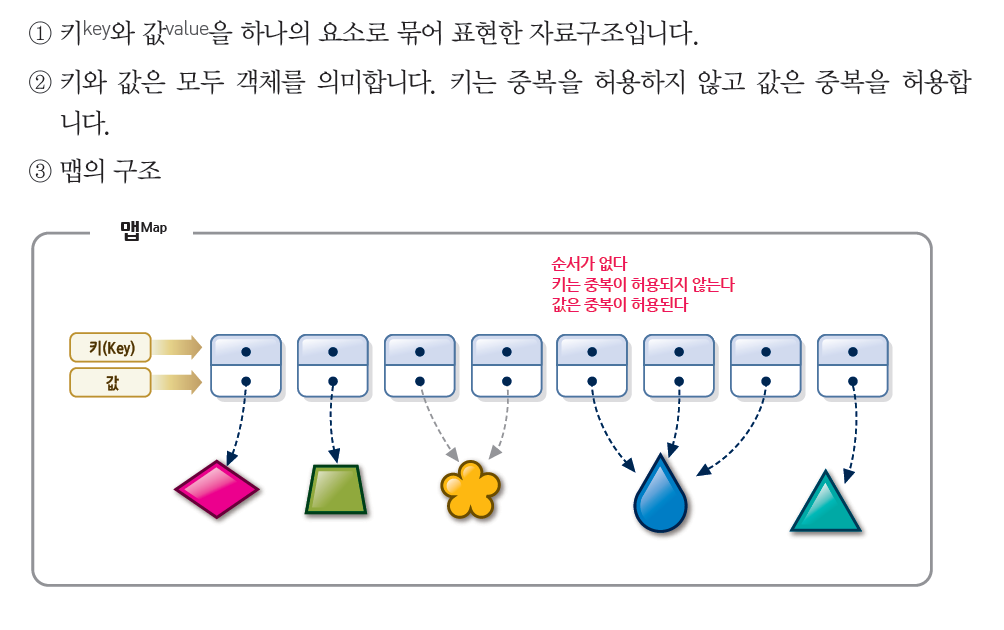 ① 키key와 값value을 하나의 요소로 묶어 표현한 자료구조입니다.
② 키와 값은 모두 객체를 의미합니다. 키는 중복을 허용하지 않고 값은 중복을 허용합
니다.
③ 맵의 구조
맵Map
순서가 없다
키는 중복이 허용되지 않는다
값은 중복이 허용된다
키(Key)
값